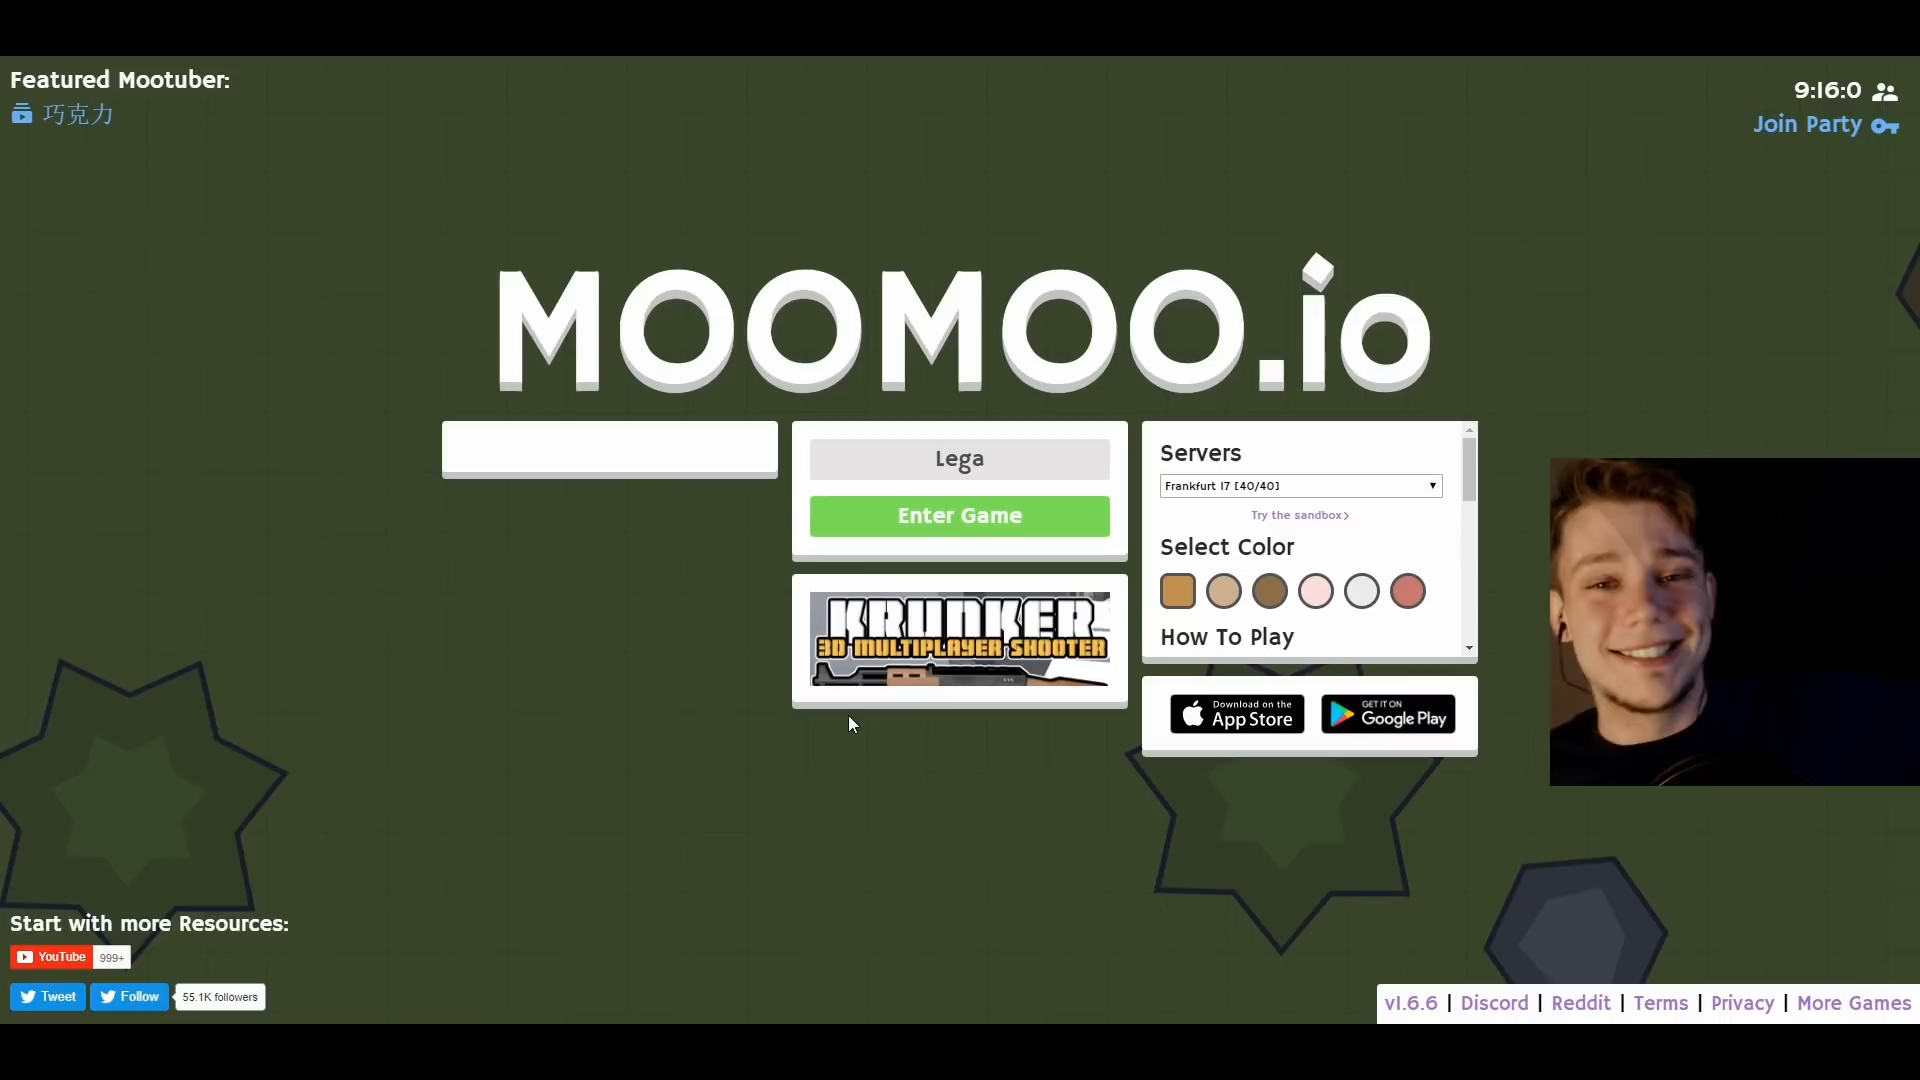 Featured Mootuber:
巧克力
9:16:0
Join Party
MOOMOO.io
Lega
Enter Game
KRUNKER
3D MULTIPLAYER SHOOTER
Servers
Frankfurt 17 [40/40]
Try the sandbox>
Select Color
How To Play
Download on the
App Store
GET IT ON
Google Play
Start with more Resources:
YouTube 999+
Tweet Follow 55.1K followers
v1.6.6 | Discord | Reddit | Terms | Privacy | More Games